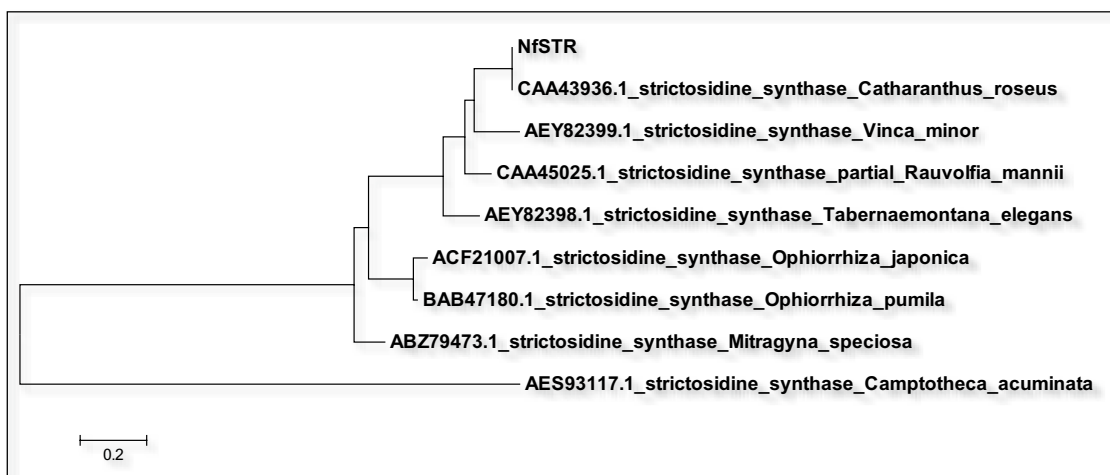 NfSTR
CAA43936.1_strictosidine_synthase_Catharanthus_roseus
AEY82399.1_strictosidine_synthase_Vinca_minor
CAA45025.1_strictosidine_synthase_partial_Rauvolfia_mannii
AEY82398.1_strictosidine_synthase_Tabernaemontana_elegans
ACF21007.1_strictosidine_synthase_Ophiorrhiza_japonica
BAB47180.1_strictosidine_synthase_Ophiorrhiza_pumila
ABZ79473.1_strictosidine_synthase_Mitragyna_speciosa
AES93117.1_strictosidine_synthase_Camptotheca_acuminata
0.2